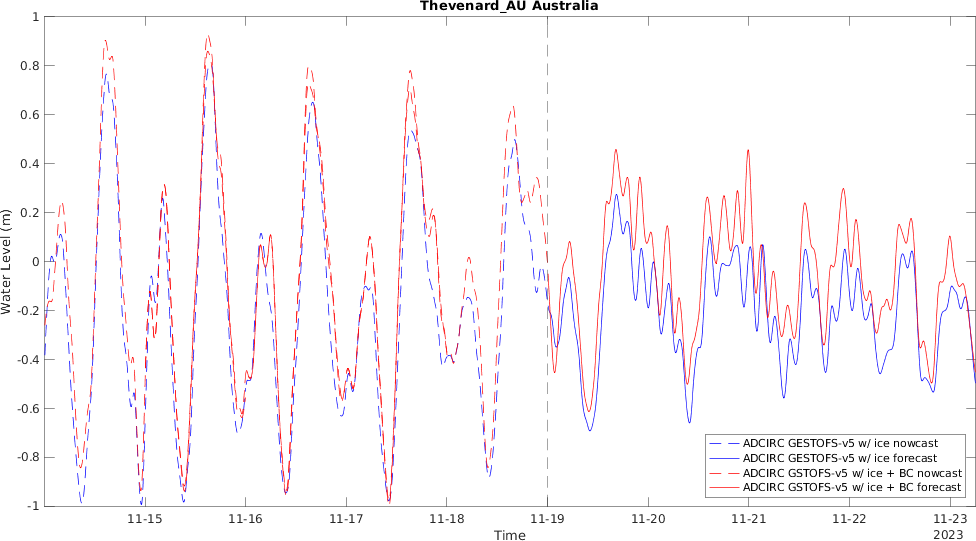 Thevenard_AU Australia
1
0.8
0.6
0.4
0.2
0
-0.2
-0.4
-0.6
-0.8
-1
Water Level (m)
ADCIRC GESTOFS-v5 w/ ice nowcast
ADCIRC GESTOFS-v5 w/ ice forecast
ADCIRC GSTOFS-v5 w/ ice + BC nowcast
ADCIRC GSTOFS-v5 w/ ice + BC forecast
11-15 11-16 11-17 11-18 11-19 11-20 11-21 11-22 11-23
Time 2023